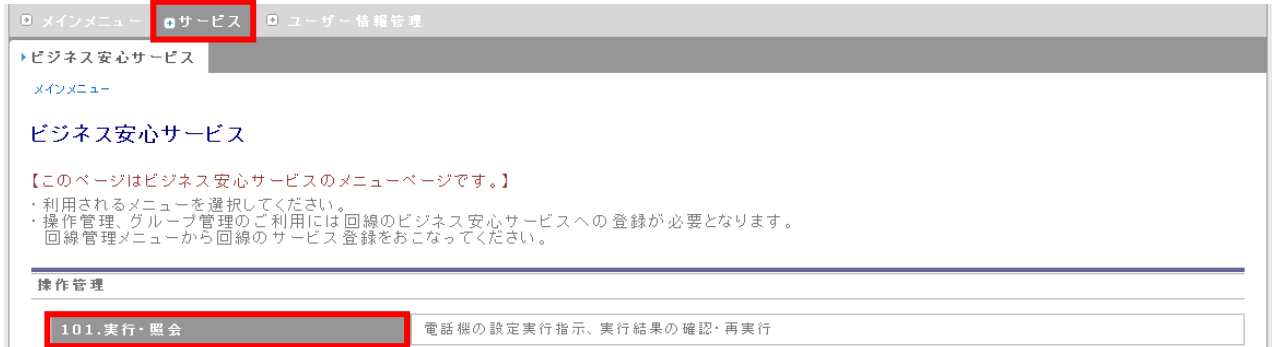 メインメニュー サービス ユーザー情報管理
ビジネス安心サービス
メインメニュー
ビジネス安心サービス
【このページはビジネス安心サービスのメニューページです。】
・利用されるメニューを選択してください。
・操作管理、グループ管理のご利用には回線のビジネス安心サービスへの登録が必要となります。
回線管理メニューから回線のサービス登録をおこなってください。
操作管理
101.実行・照会 電話機の設定実行指示、実行結果の確認・再実行